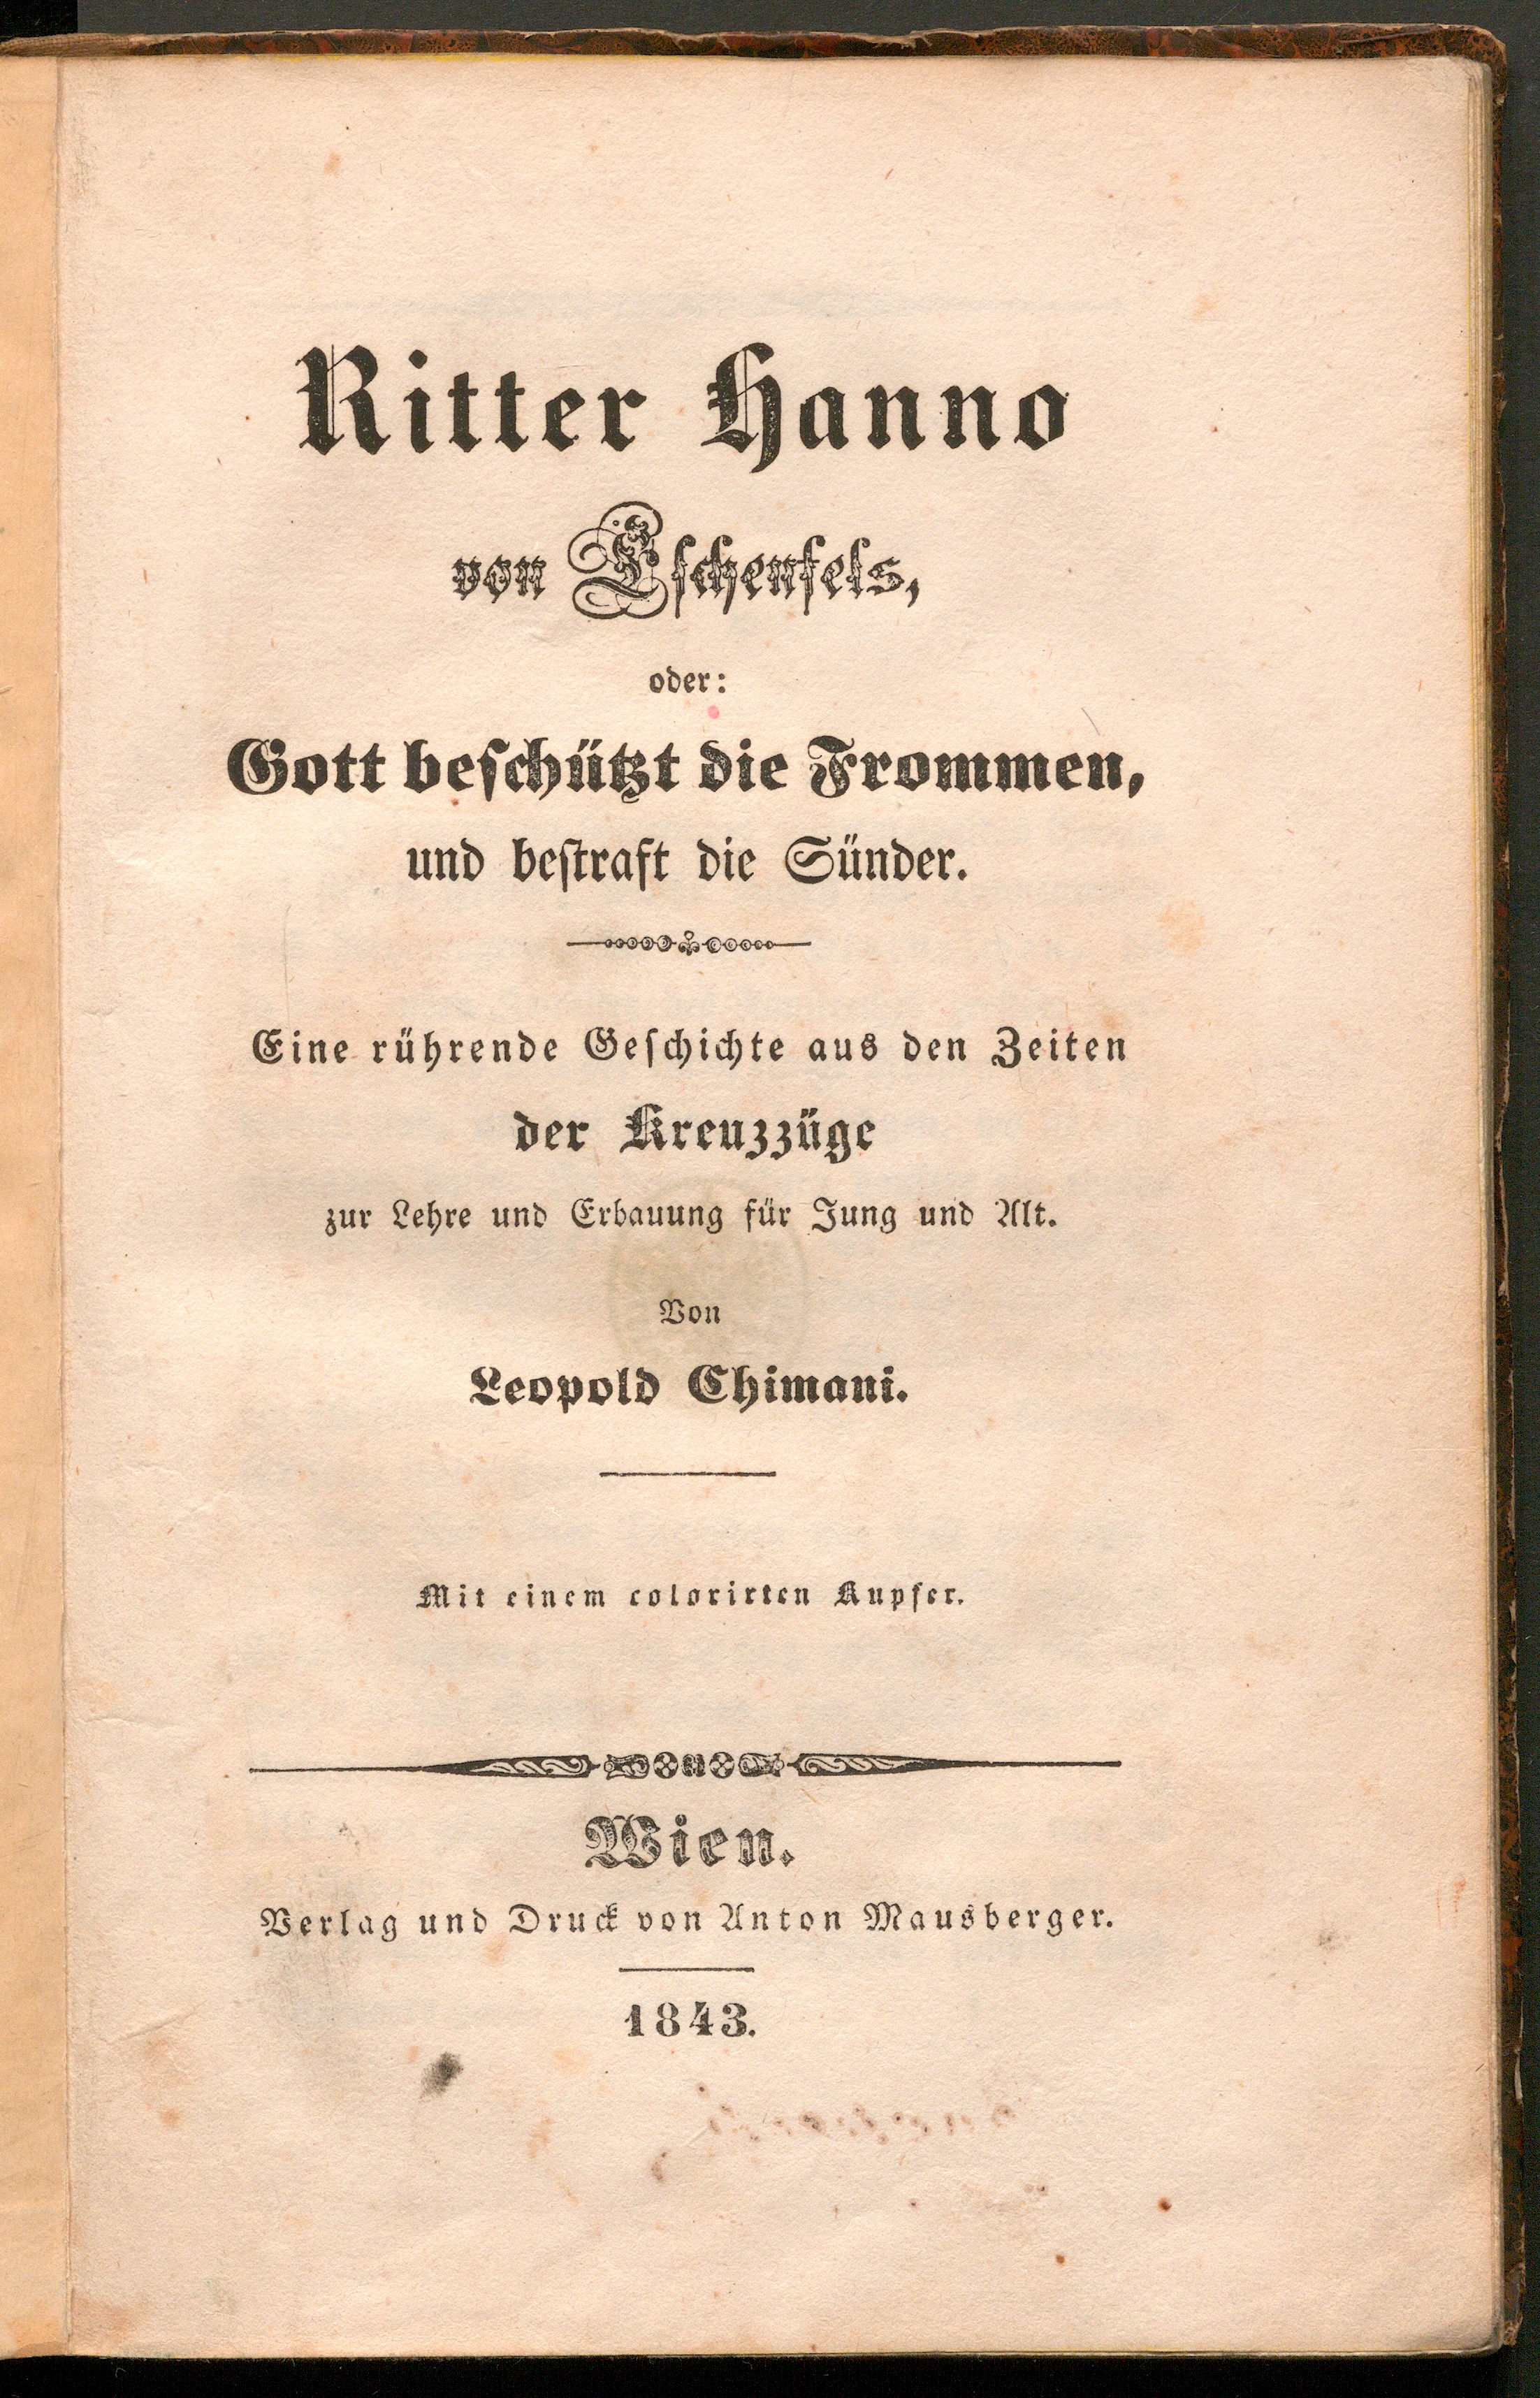 Ritter Hanno
von Eschenfels,
oder:
Gott beschützt die Frommen,
und bestraft die Sünder.
Eine rührende Geschichte aus den Zeiten
der Kreuzzüge
zur Lehre und Erbauung für Jung und Alt.
Von
Leopold Chimani.
Mit einem colorirten Kupfer.
Wien.
Verlag und Druck von Anton Mausberger.
1843.